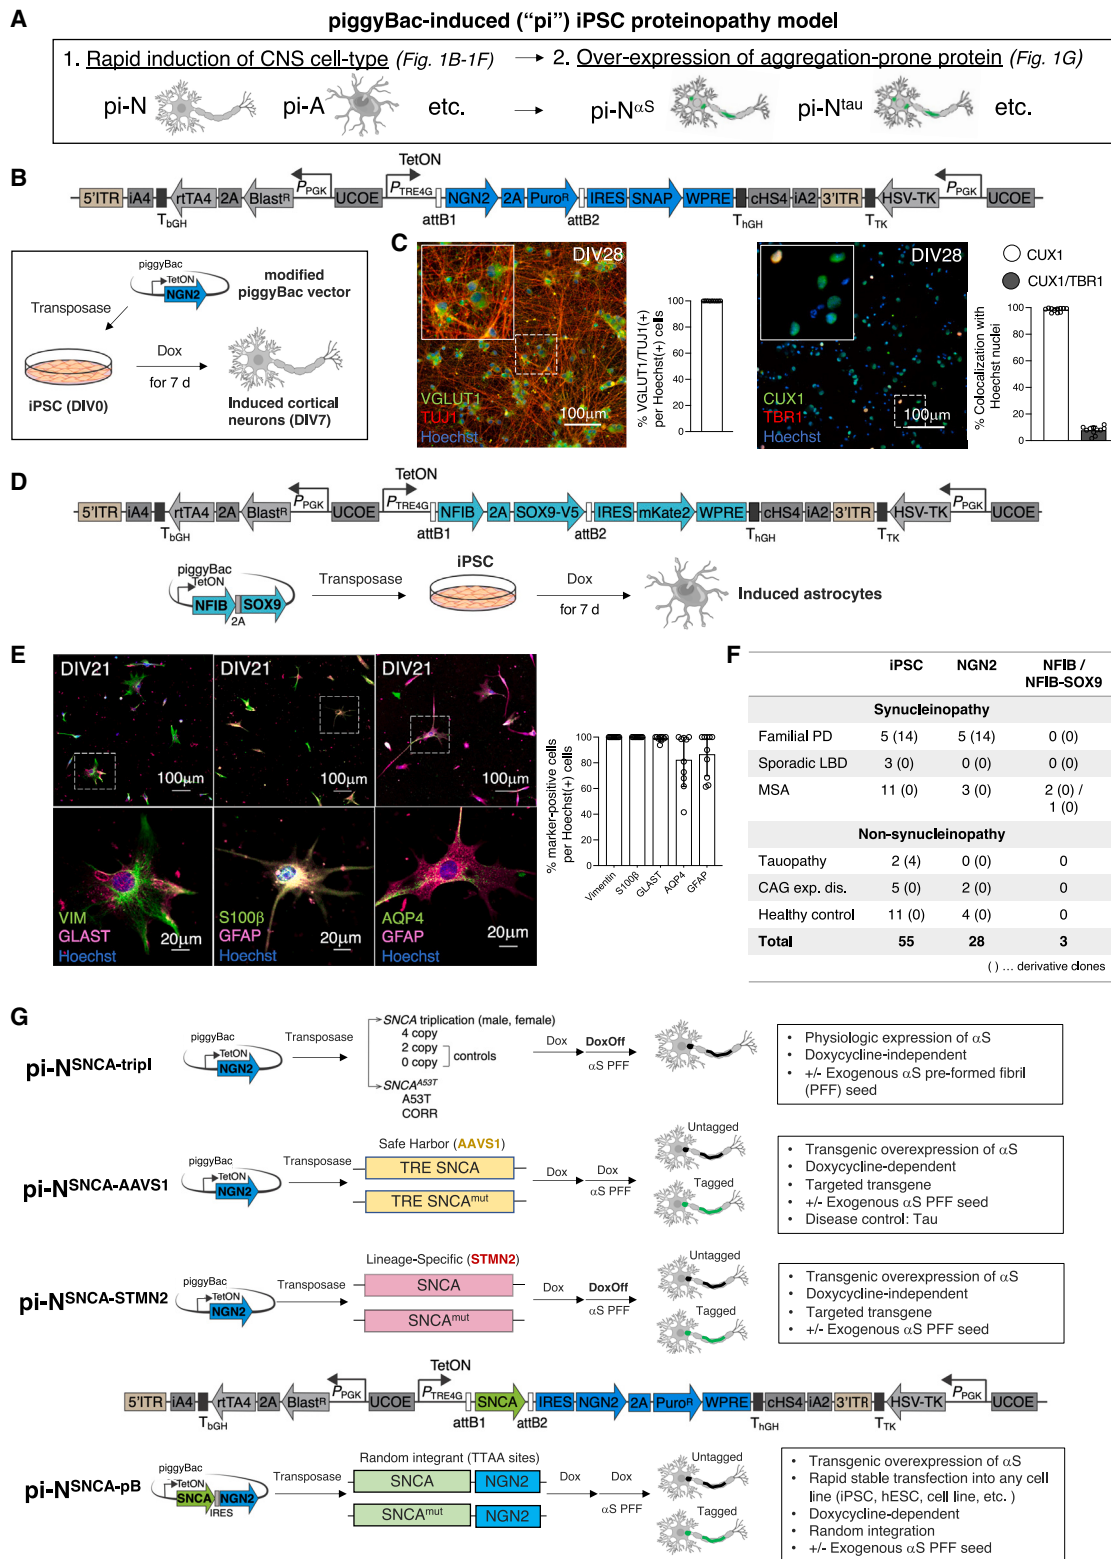 A
piggyBac-induced (“pi”) iPSC proteinopathy model
1. Rapid induction of CNS cell-type (Fig. 1B-1F)
2. Over-expression of aggregation-prone protein (Fig. 1G)
pi-N
pi-A
etc.
pi-NαS
pi-Ntau
etc.
B
TetON
PPGK
PTRE4G
PPGK
5'ITR iA4 rtTA4 2A BlastR UCOE NGN2 2A PuroR IRES SNAP WPRE cHS4 iA2 3'ITR HSV-TK UCOE
TbGH
attB1
attB2
ThGH
TTK
piggyBac
TetON
NGN2
modified
piggyBac vector
Transposase
Dox
for 7 d
iPSC (DIV0)
Induced cortical
neurons (DIV7)
C
DIV28
VGLUT1
TUJ1
Hoechst
100μm
% VGLUT1/TUJ1(+)
per Hoechst(+) cells
100
80
60
40
20
0
DIV28
CUX1
TBR1
Hoechst
100μm
CUX1
CUX1/TBR1
% Colocalization with
Hoechst nuclei
100
80
60
40
20
0
D
TetON
PPGK
PTRE4G
PPGK
5'ITR iA4 rtTA4 2A BlastR UCOE NFIB 2A SOX9-V5 IRES mKate2 WPRE cHS4 iA2 3'ITR HSV-TK UCOE
TbGH
attB1
attB2
ThGH
TTK
piggyBac
TetON
NFIB SOX9
2A
Transposase
iPSC
Dox
for 7 d
Induced astrocytes
E
DIV21
100μm
DIV21
100μm
DIV21
100μm
VIM
GLAST
Hoechst
20μm
S100β
GFAP
Hoechst
20μm
AQP4
GFAP
Hoechst
20μm
% marker-positive cells
per Hoechst(+) cells
100
80
60
40
20
0
Vimentin
S100β
GLAST
AQP4
GFAP
F
iPSC NGN2 NFIB /
NFIB-SOX9
Synucleinopathy
Familial PD 5 (14) 5 (14) 0 (0)
Sporadic LBD 3 (0) 0 (0) 0 (0)
MSA 11 (0) 3 (0) 2 (0) /
1 (0)
Non-synucleinopathy
Tauopathy 2 (4) 0 (0) 0
CAG exp. dis. 5 (0) 2 (0) 0
Healthy control 11 (0) 4 (0) 0
Total 55 28 3
( ) ... derivative clones
G
pi-NSNCA-tripl
piggyBac
TetON
NGN2
Transposase
SNCA triplication (male, female)
4 copy
2 copy
0 copy
controls
SNCAA53T
A53T
CORR
Dox
DoxOff
αS PFF
• Physiologic expression of αS
• Doxycycline-independent
• +/- Exogenous αS pre-formed fibril
(PFF) seed
pi-NSNCA-AAVS1
piggyBac
TetON
NGN2
Transposase
Safe Harbor (AAVS1)
TRE SNCA
TRE SNCAmut
Dox
Dox
αS PFF
Untagged
Tagged
• Transgenic overexpression of αS
• Doxycycline-dependent
• Targeted transgene
• +/- Exogenous αS PFF seed
• Disease control: Tau
pi-NSNCA-STMN2
piggyBac
TetON
NGN2
Transposase
Lineage-Specific (STMN2)
SNCA
SNCAmut
Dox
DoxOff
αS PFF
Untagged
Tagged
• Transgenic overexpression of αS
• Doxycycline-independent
• Targeted transgene
• +/- Exogenous αS PFF seed
TetON
PPGK
PTRE4G
PPGK
5'ITR iA4 rtTA4 2A BlastR UCOE SNCA IRES NGN2 2A PuroR WPRE cHS4 iA2 3'ITR HSV-TK UCOE
TbGH
attB1
attB2
ThGH
TTK
pi-NSNCA-pB
piggyBac
TetON
SNCA NGN2
IRES
Transposase
Random integrant (TTAA sites)
SNCA NGN2
SNCAmut NGN2
Dox
Dox
αS PFF
Untagged
Tagged
• Transgenic overexpression of αS
• Rapid stable transfection into any cell
line (iPSC, hESC, cell line, etc. )
• Doxycycline-dependent
• Random integration
• +/- Exogenous αS PFF seed